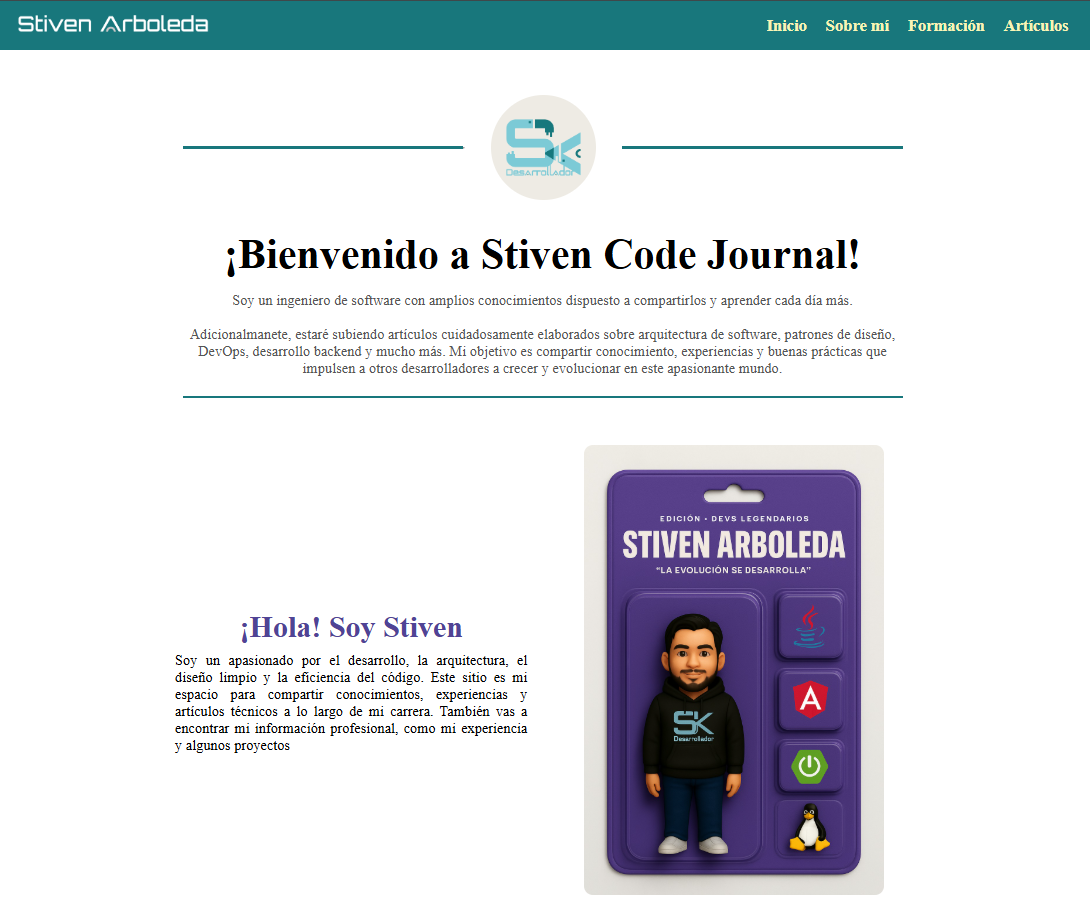 Stiven Arboleda
Inicio Sobre mí Formación Artículos
SK
Desarrollador
¡Bienvenido a Stiven Code Journal!
Soy un ingeniero de software con amplios conocimientos dispuesto a compartirlos y aprender cada día más.
Adicionalmanete, estaré subiendo artículos cuidadosamente elaborados sobre arquitectura de software, patrones de diseño,
DevOps, desarrollo backend y mucho más. Mi objetivo es compartir conocimiento, experiencias y buenas prácticas que
impulsen a otros desarrolladores a crecer y evolucionar en este apasionante mundo.
¡Hola! Soy Stiven
Soy un apasionado por el desarrollo, la arquitectura, el
diseño limpio y la eficiencia del código. Este sitio es mi
espacio para compartir conocimientos, experiencias y
artículos técnicos a lo largo de mi carrera. También vas a
encontrar mi información profesional, como mi experiencia
y algunos proyectos
EDICIÓN • DEVS LEGENDARIOS
STIVEN ARBOLEDA
“LA EVOLUCIÓN SE DESARROLLA”
SK
Desarrollador
A